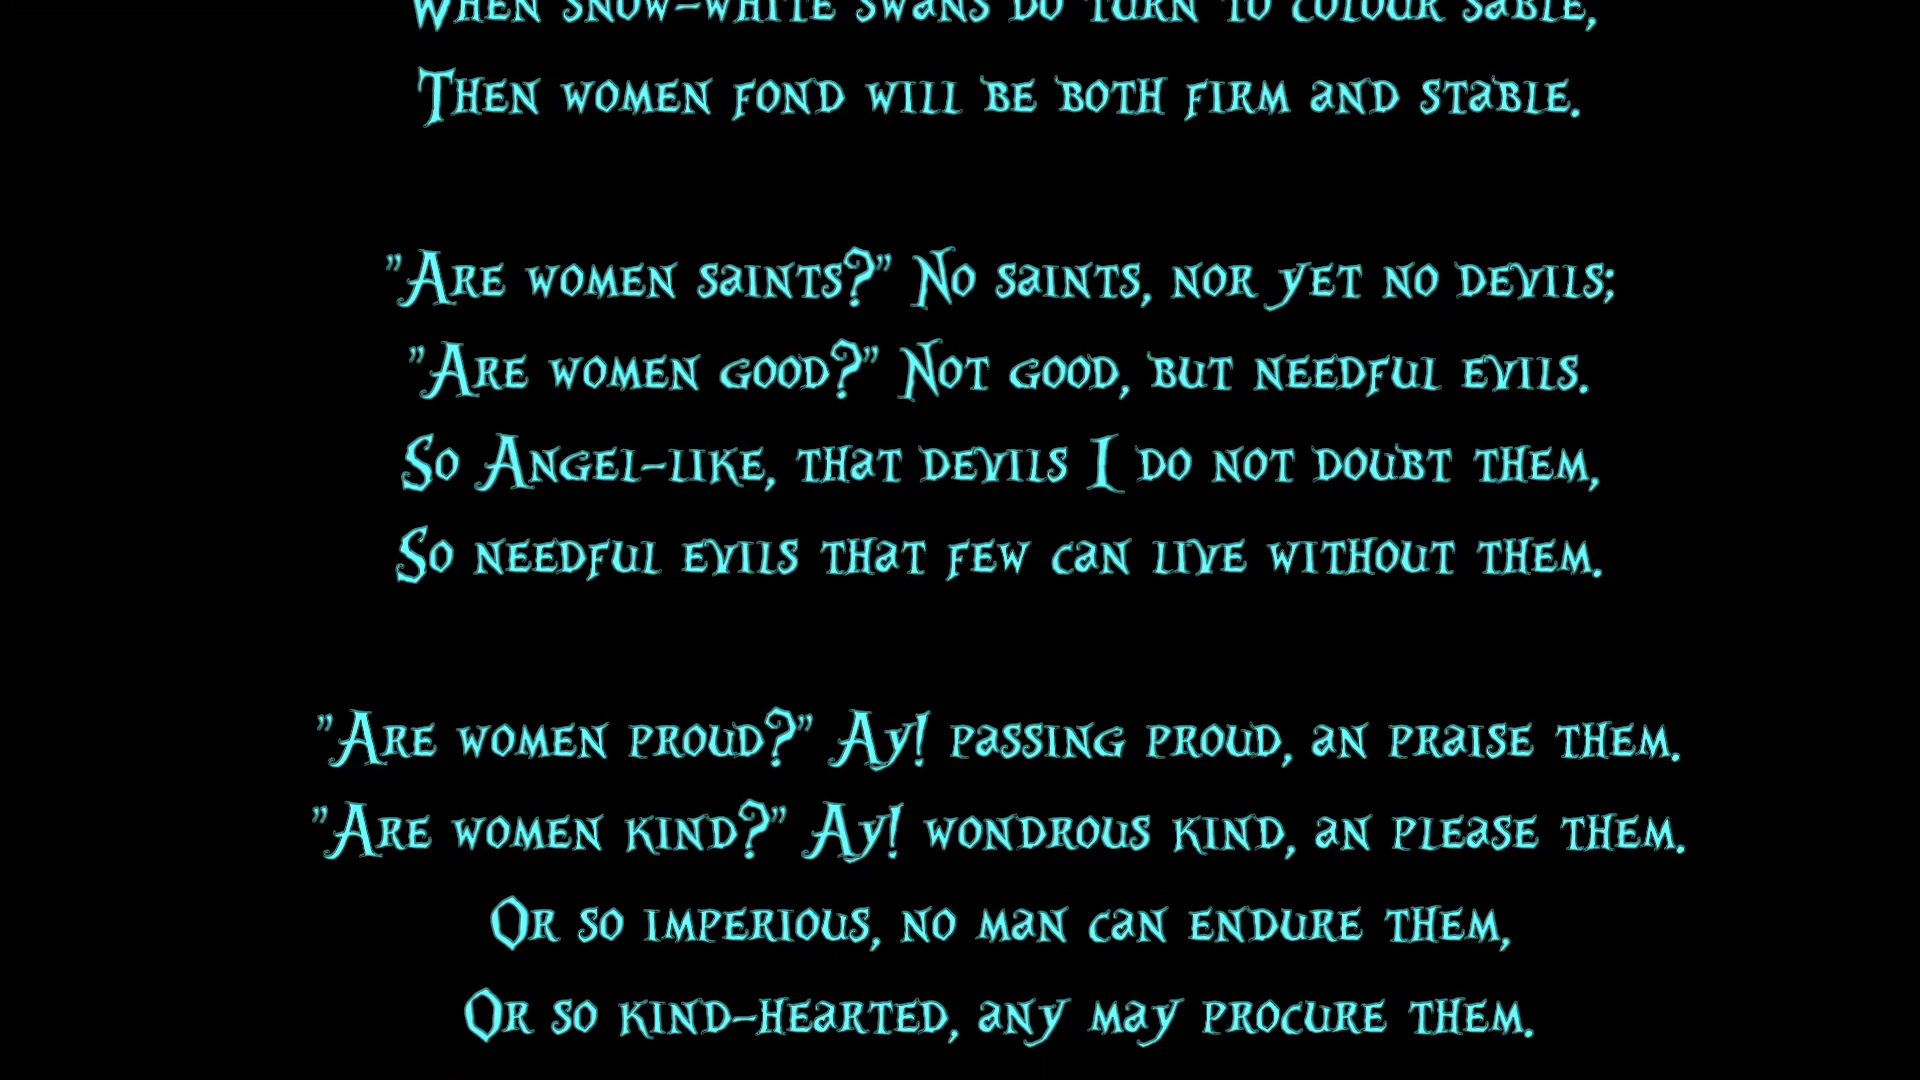 When snow-white swans do turn to colour sable,
Then women fond will be both firm and stable.
"Are women saints?" No saints, nor yet no devils;
"Are women good?" Not good, but needful evils.
So Angel-like, that devils I do not doubt them,
So needful evils that few can live without them.
"Are women proud?" Ay! passing proud, an praise them.
"Are women kind?" Ay! wondrous kind, an please them.
Or so imperious, no man can endure them,
Or so kind-hearted, any may procure them.